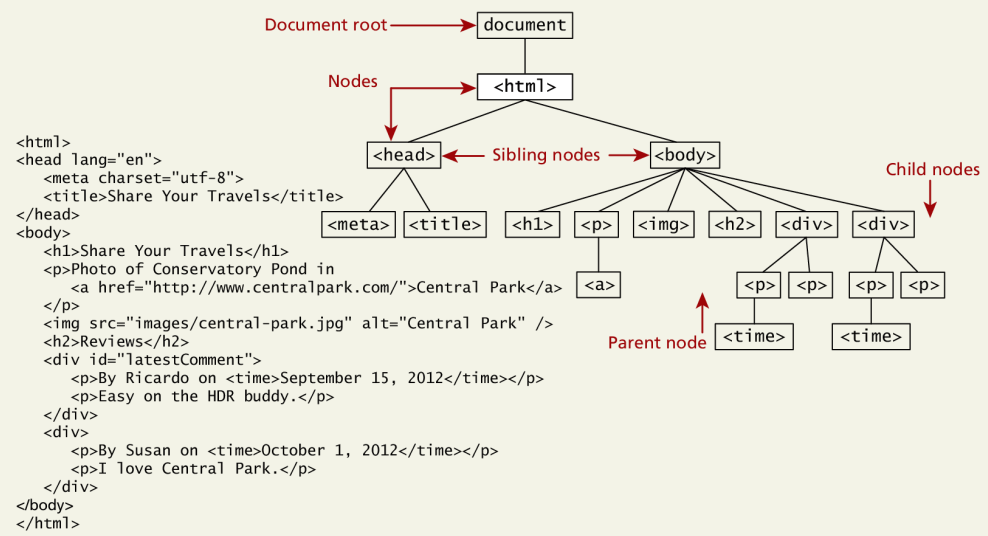 Document root
document
Nodes
<html>
<head>
Sibling nodes
<body>
Child nodes
<meta> <title> <h1> <p> <img> <h2> <div> <div>
<a> <p> <p> <p> <p>
Parent node
<time> <time>
<html>
<head lang="en">
<meta charset="utf-8">
<title>Share Your Travels</title>
</head>
<body>
<h1>Share Your Travels</h1>
<p>Photo of Conservatory Pond in
<a href="http://www.centralpark.com/">Central Park</a>
</p>
<img src="images/central-park.jpg" alt="Central Park" />
<h2>Reviews</h2>
<div id="latestComment">
<p>By Ricardo on <time>September 15, 2012</time></p>
<p>Easy on the HDR buddy.</p>
</div>
<div>
<p>By Susan on <time>October 1, 2012</time></p>
<p>I love Central Park.</p>
</div>
</body>
</html>